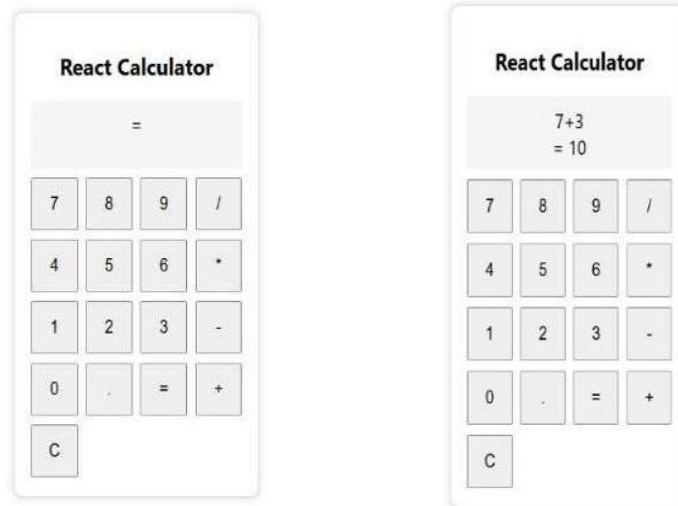 React Calculator
=
7 8 9 /
4 5 6 *
1 2 3 -
0 . = +
C
React Calculator
7+3
= 10
7 8 9 /
4 5 6 *
1 2 3 -
0 . = +
C